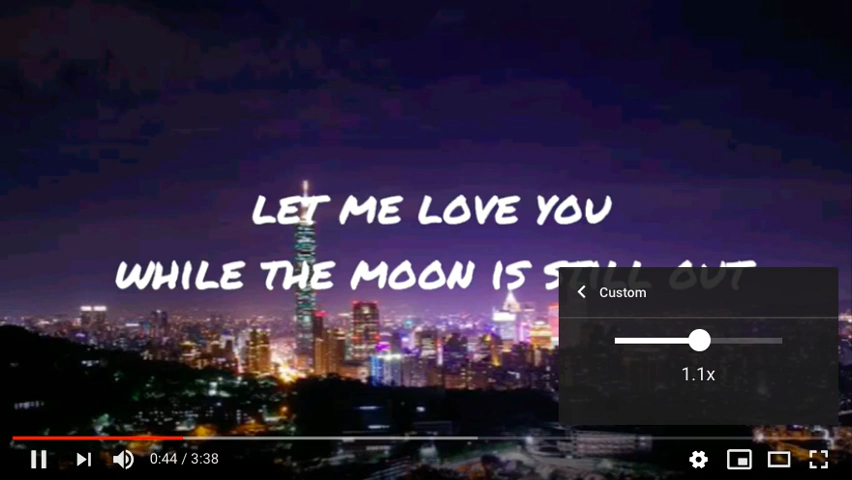 LET ME LOVE YOU
WHILE THE MOON IS STILL OUT
Custom
1.1x
0:44 / 3:38